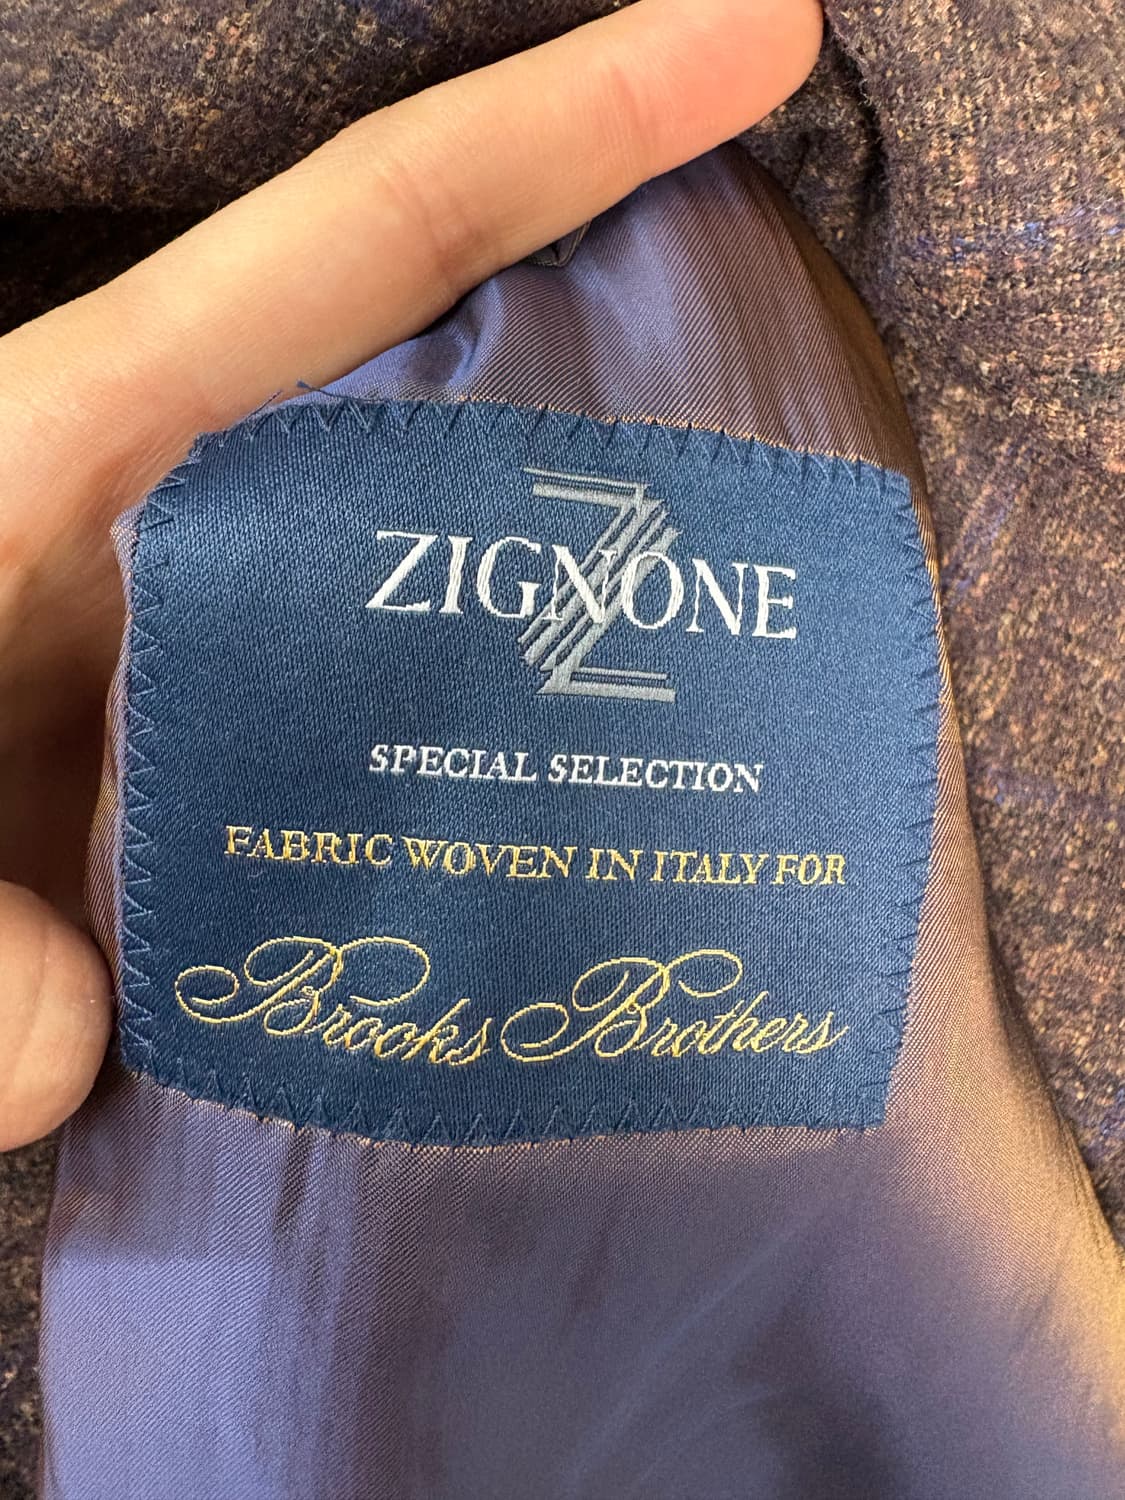 Z
ZIGNONE
SPECIAL SELECTION
FABRIC WOVEN IN ITALY FOR
Brooks Brothers